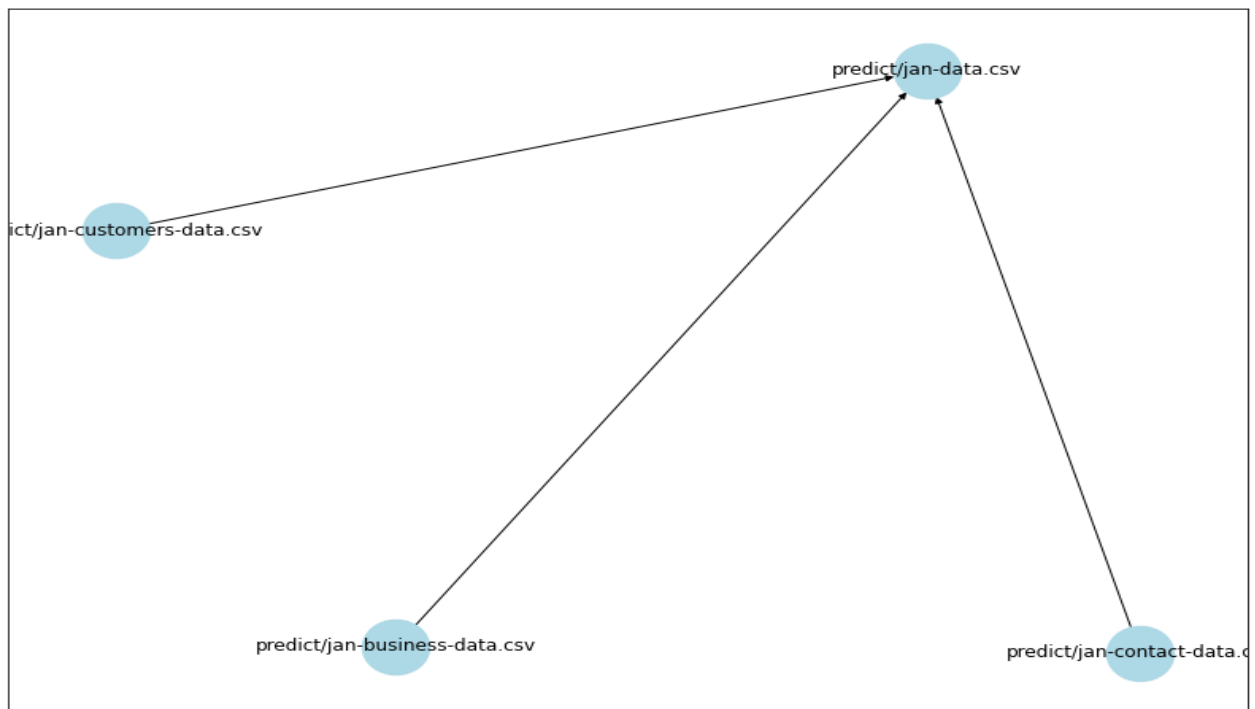 predict/jan-data.csv
ict/jan-customers-data.csv
predict/jan-business-data.csv
predict/jan-contact-data.c